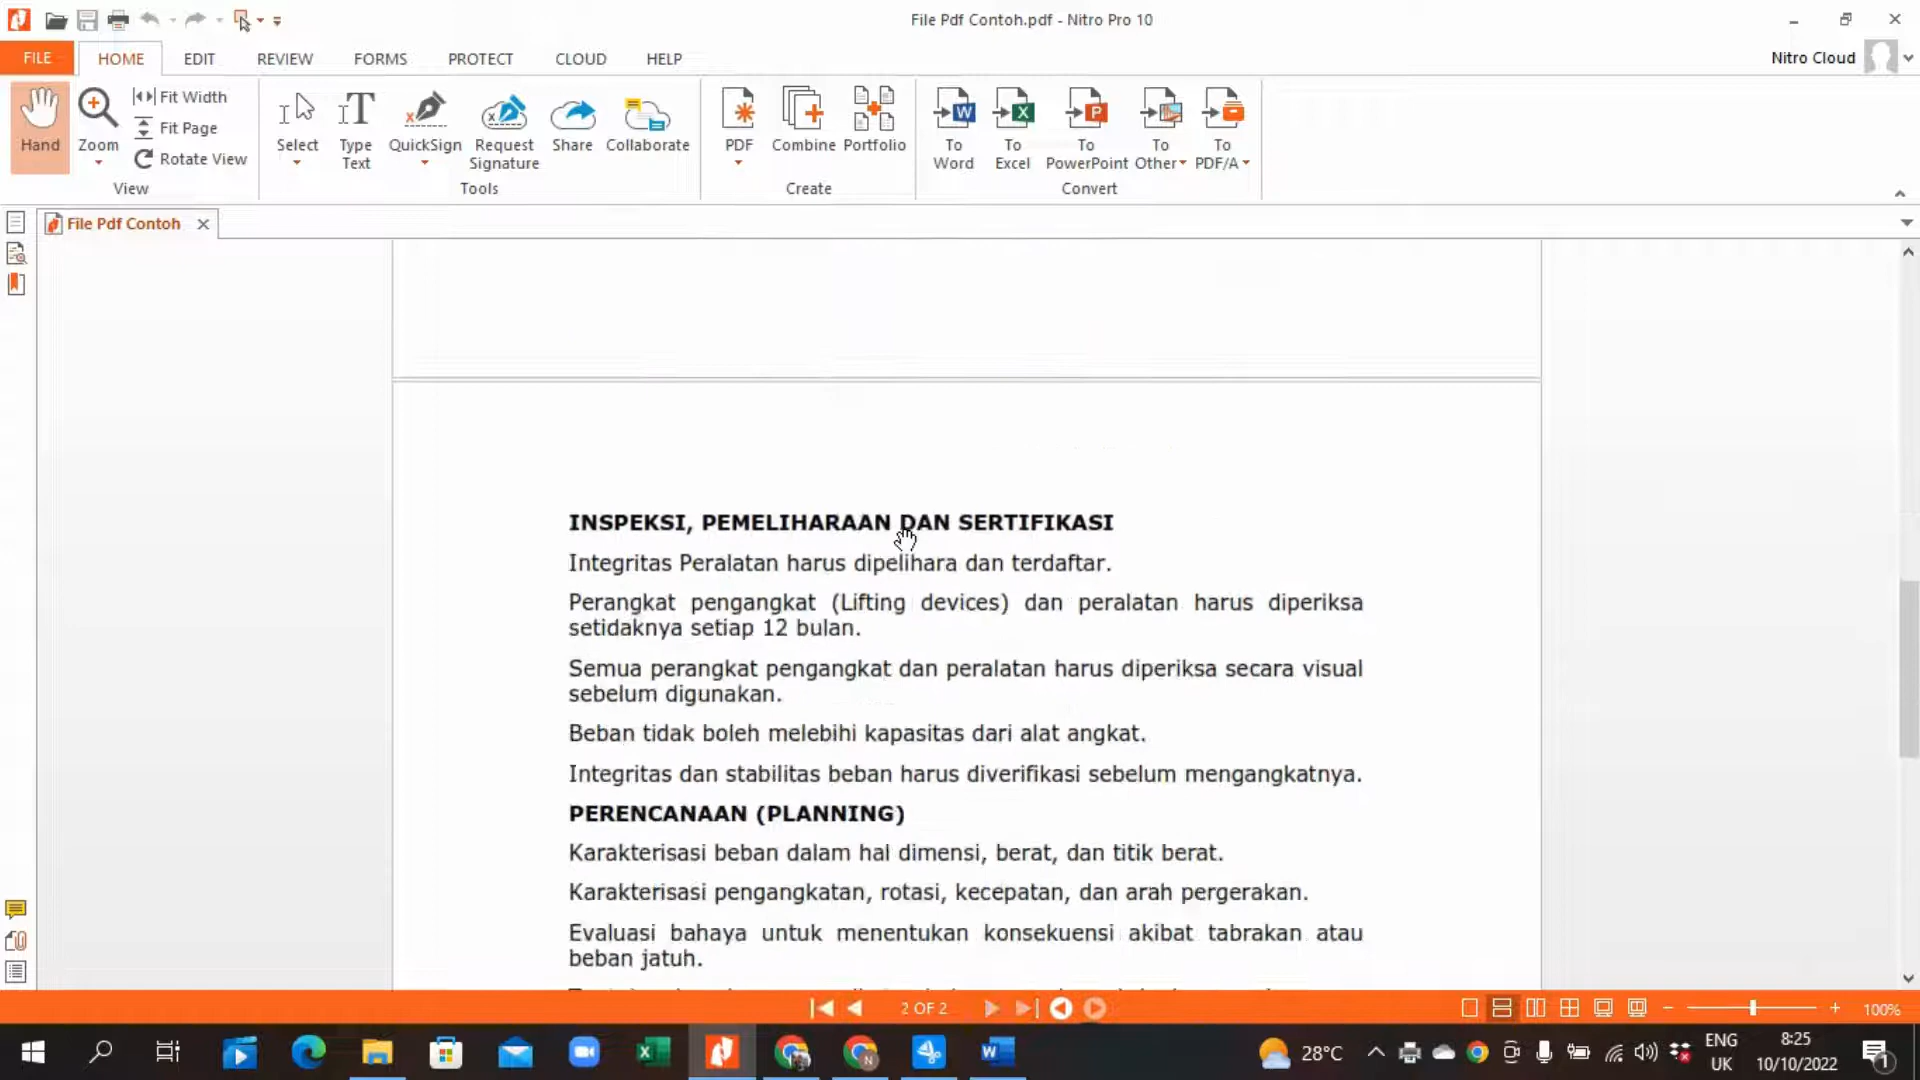 File Pdf Contoh.pdf - Nitro Pro 10
FILE
HOME
EDIT
REVIEW
FORMS
PROTECT
CLOUD
HELP
Nitro Cloud
Hand
Zoom
Fit Width
Fit Page
Rotate View
View
Select
Type
Text
QuickSign
Request
Signature
Share
Collaborate
Tools
PDF
Combine
Portfolio
Create
To
Word
To
Excel
To
PowerPoint
To
Other
To
PDF/A
Convert
File Pdf Contoh
INSPEKSI, PEMELIHARAAN DAN SERTIFIKASI
Integritas Peralatan harus dipelihara dan terdaftar.
Perangkat pengangkat (Lifting devices) dan peralatan harus diperiksa
setidaknya setiap 12 bulan.
Semua perangkat pengangkat dan peralatan harus diperiksa secara visual
sebelum digunakan.
Beban tidak boleh melebihi kapasitas dari alat angkat.
Integritas dan stabilitas beban harus diverifikasi sebelum mengangkatnya.
PERENCANAAN (PLANNING)
Karakterisasi beban dalam hal dimensi, berat, dan titik berat.
Karakterisasi pengangkatan, rotasi, kecepatan, dan arah pergerakan.
Evaluasi bahaya untuk menentukan konsekuensi akibat tabrakan atau
beban jatuh.
2 OF 2
100%
28°C
ENG
UK
8:25
10/10/2022
1